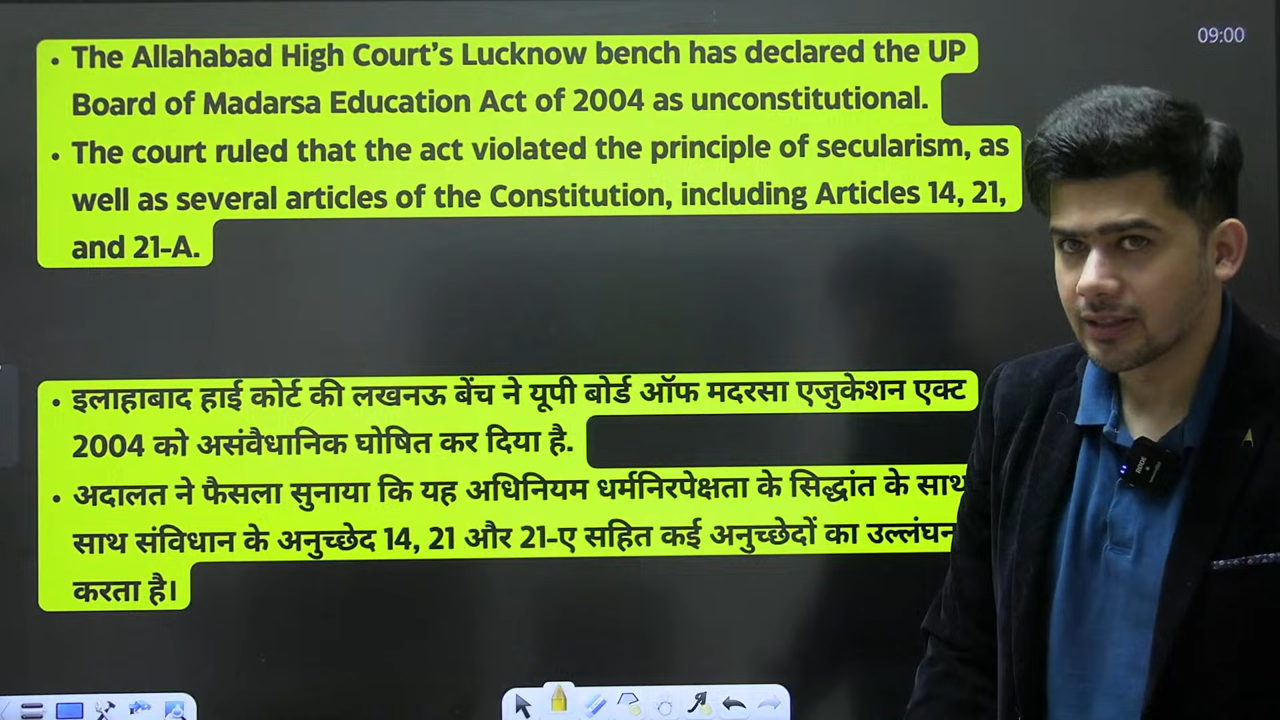 09:00
• The Allahabad High Court's Lucknow bench has declared the UP
Board of Madarsa Education Act of 2004 as unconstitutional.
• The court ruled that the act violated the principle of secularism, as
well as several articles of the Constitution, including Articles 14, 21,
and 21-A.
• इलाहाबाद हाई कोर्ट की लखनऊ बेंच ने यूपी बोर्ड ऑफ मदरसा एजुकेशन एक्ट
2004 को असंवैधानिक घोषित कर दिया है.
• अदालत ने फैसला सुनाया कि यह अधिनियम धर्मनिरपेक्षता के सिद्धांत के साथ
साथ संविधान के अनुच्छेद 14, 21 और 21-ए सहित कई अनुच्छेदों का उल्लंघन
करता है।
RODE